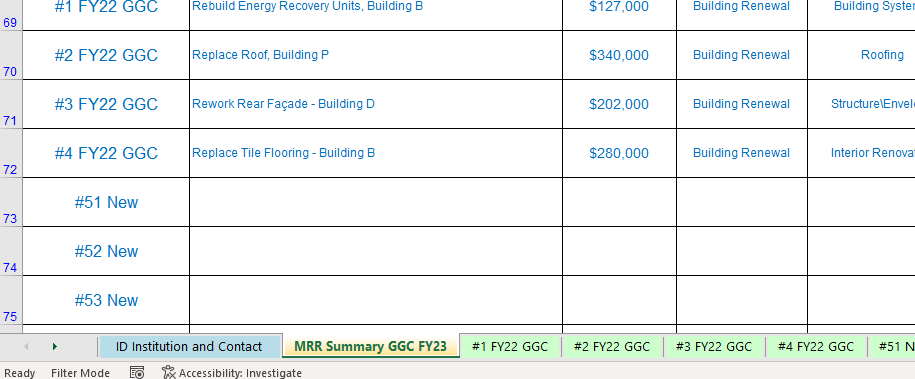 69 #1 FY22 GGC Rebuild Energy Recovery Units, Building B $127,000 Building Renewal Building
70 #2 FY22 GGC Replace Roof, Building P $340,000 Building Renewal Roofing
71 #3 FY22 GGC Rework Rear Façade - Building D $202,000 Building Renewal
72 #4 FY22 GGC Replace Tile Flooring - Building B $280,000 Building Renewal Interior
73 #51 New
74 #52 New
75 #53 New
ID Institution and Contact MRR Summary GGC FY23 #1 FY22 GGC #2 FY22 GGC #3 FY22 GGC #4 FY22 GGC #51
Ready Filter Mode Accessibility: Investigate